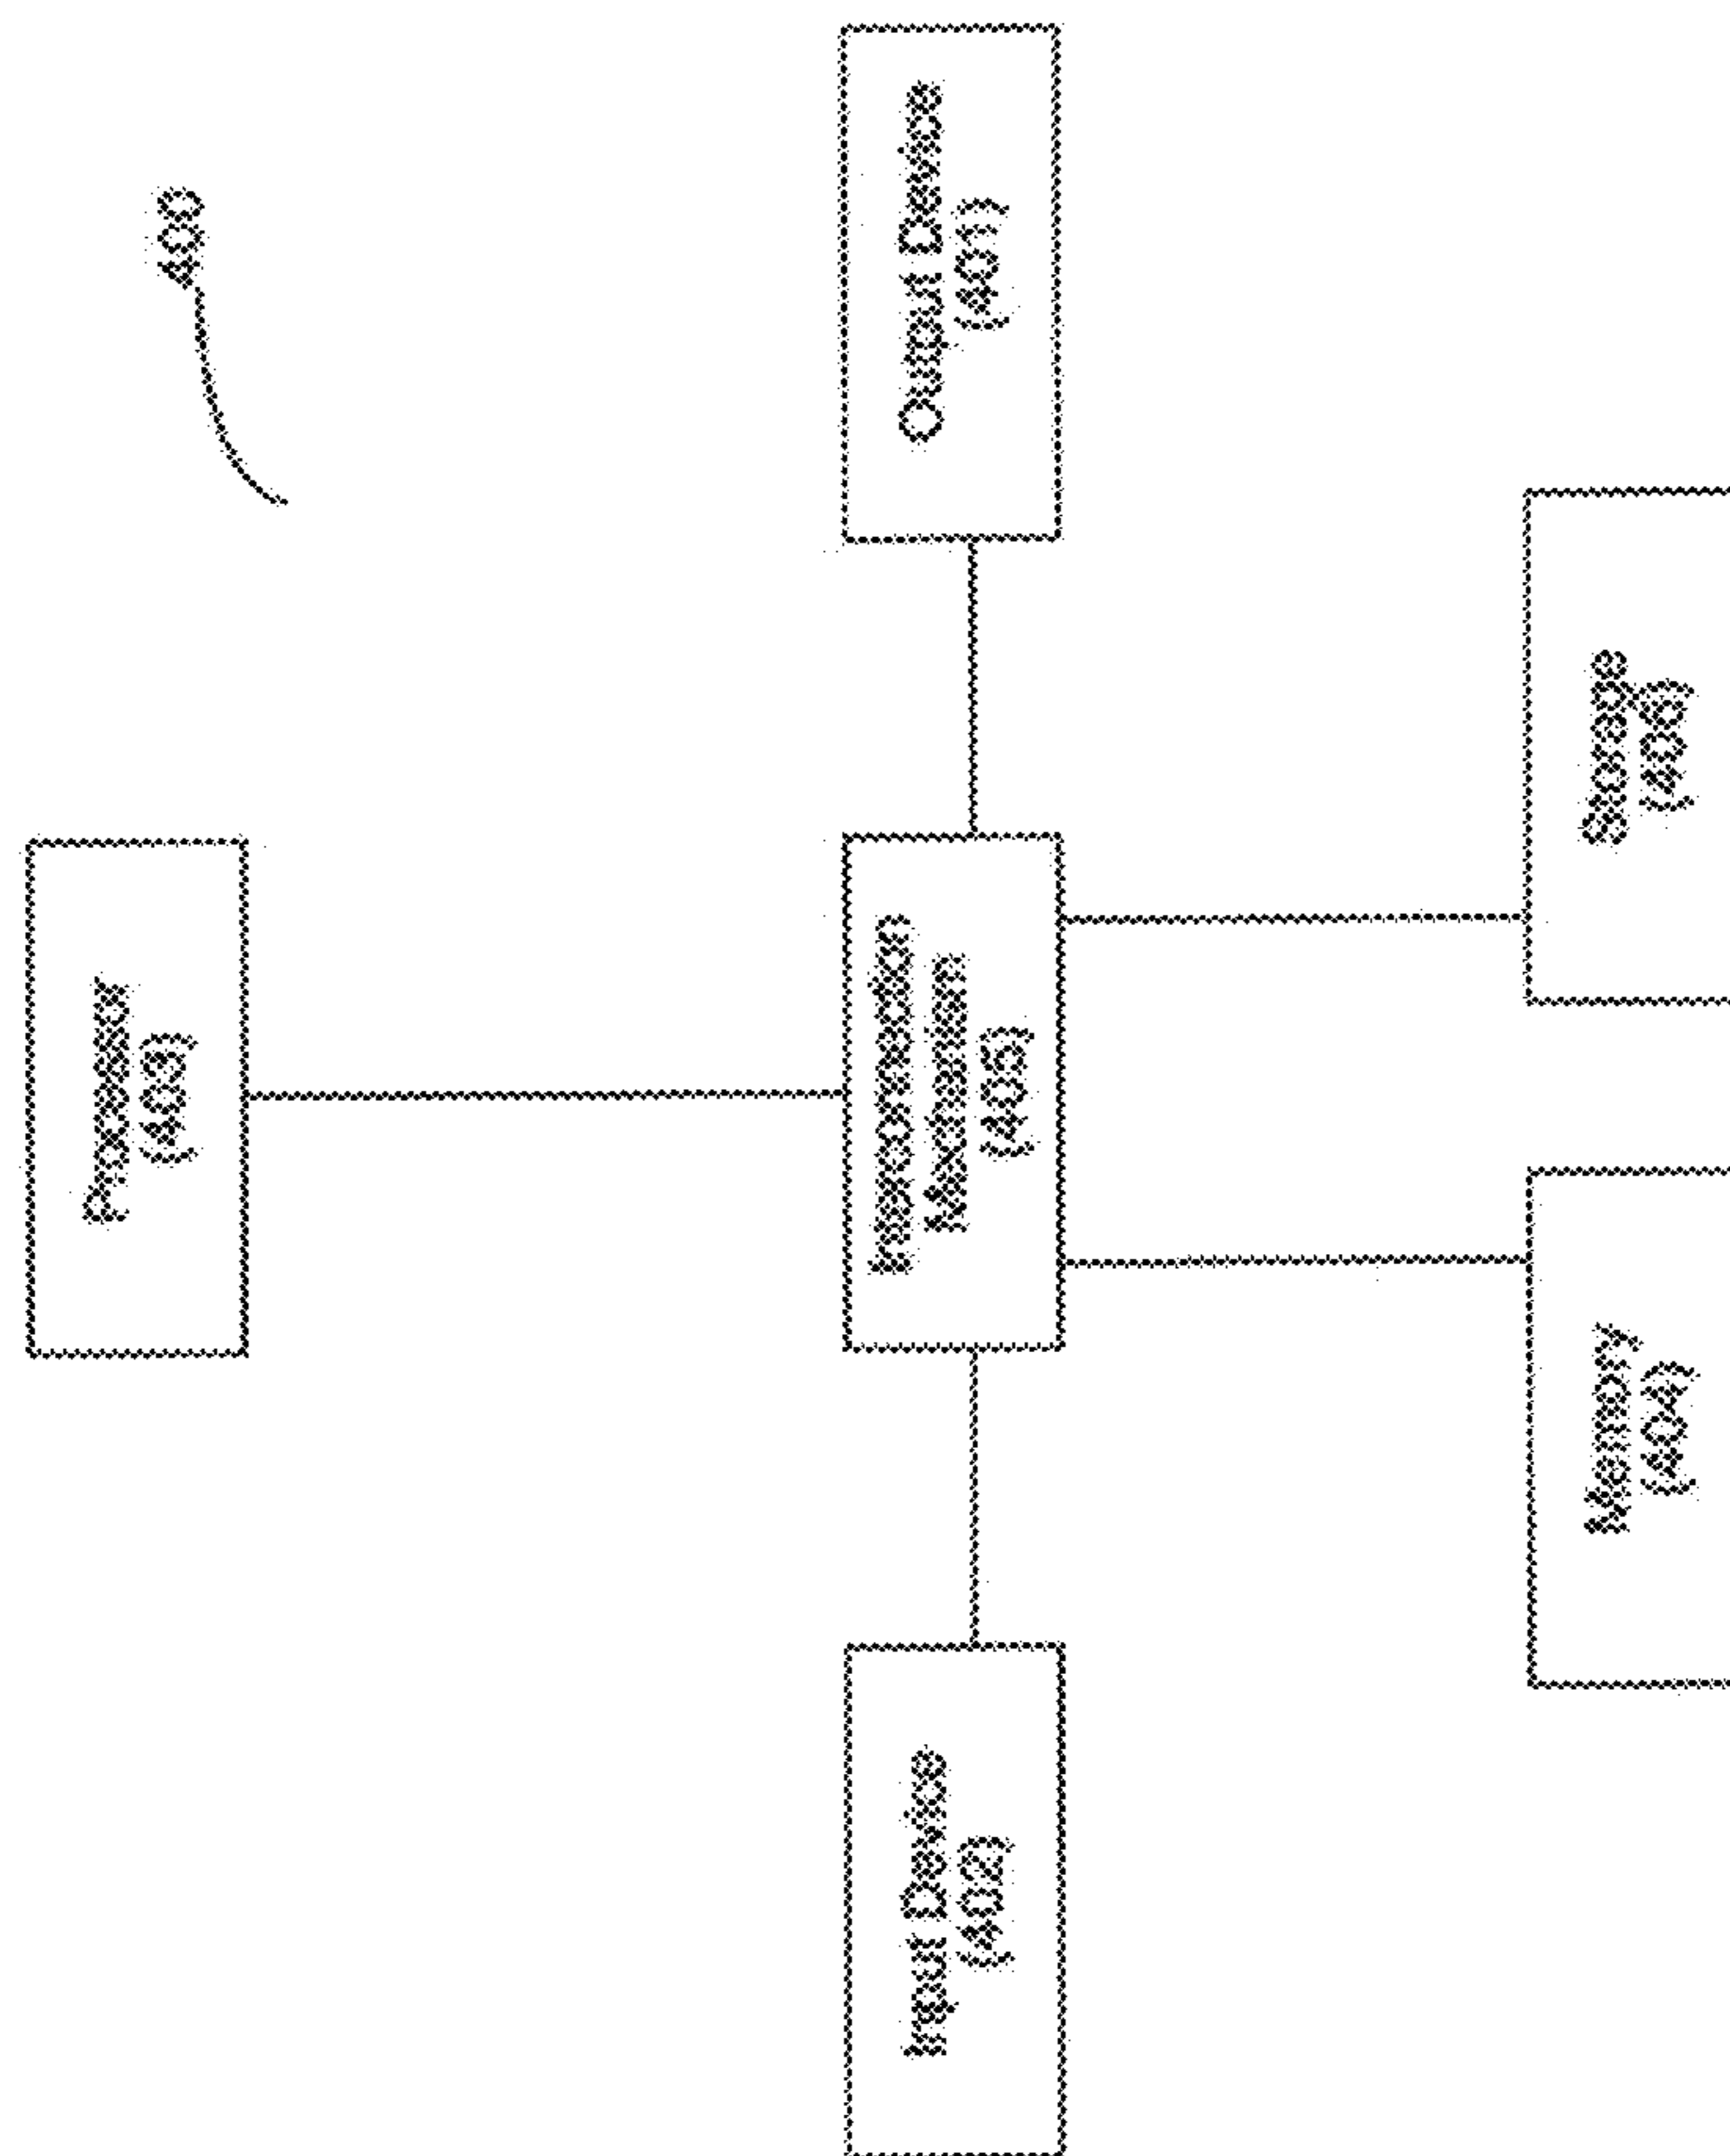 400
Processor
(403)
Input Device
(402)
Interconnection
Mechanism
(405)
Output Device
(401)
Memory
(404)
Storage
(406)